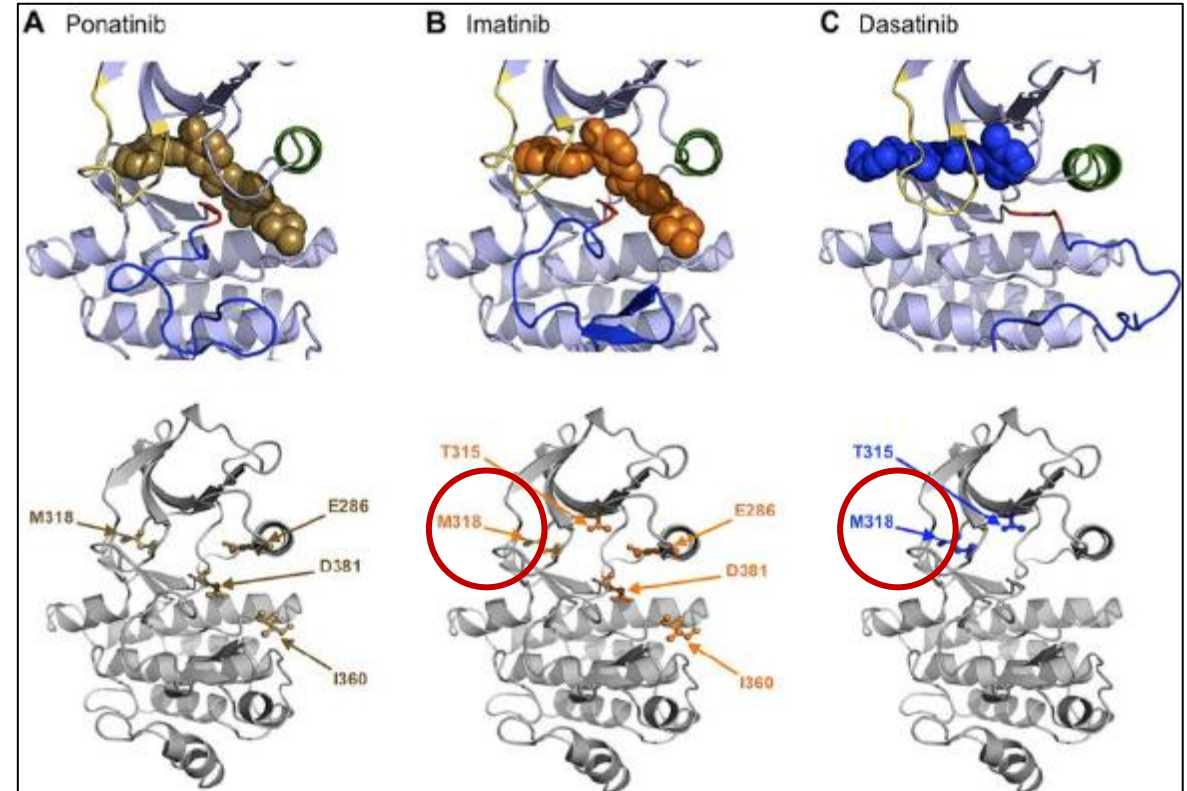 A Ponatinib
B Imatinib
C Dasatinib
M318
E286
D381
I360
T315
M318
E286
D381
I360
T315
M318